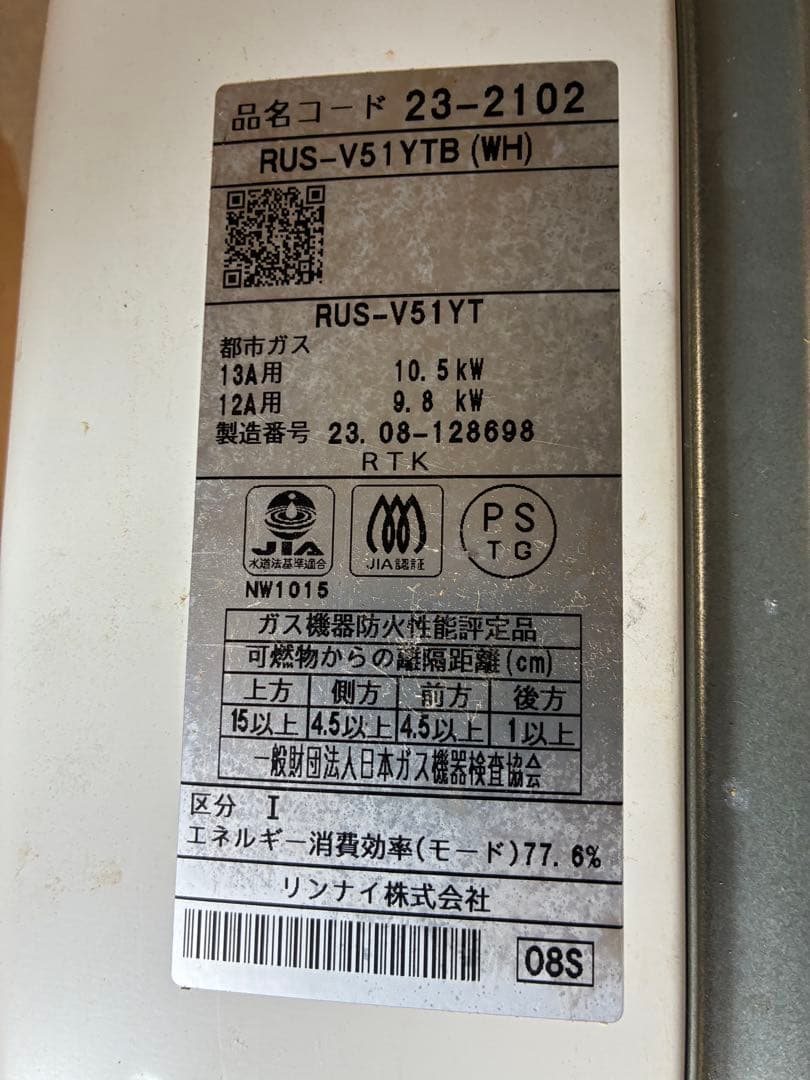 品名コード 23-2102
RUS-V51YTB(WH)
RUS-V51YT
都市ガス
13A用 10.5kW
12A用 9.8 kW
製造番号 23.08-128698
RTK
JIA
水道法基準適合
NW1015
JIA認証
PS
TG
ガス機器防火性能評定品
可燃物からの離隔距離(cm)
上方 側方 前方 後方
15以上 4.5以上 4.5以上 1以上
一般財団法人日本ガス機器検査協会
区分 I
エネルギー消費効率(モード)77.6%
リンナイ株式会社
08S